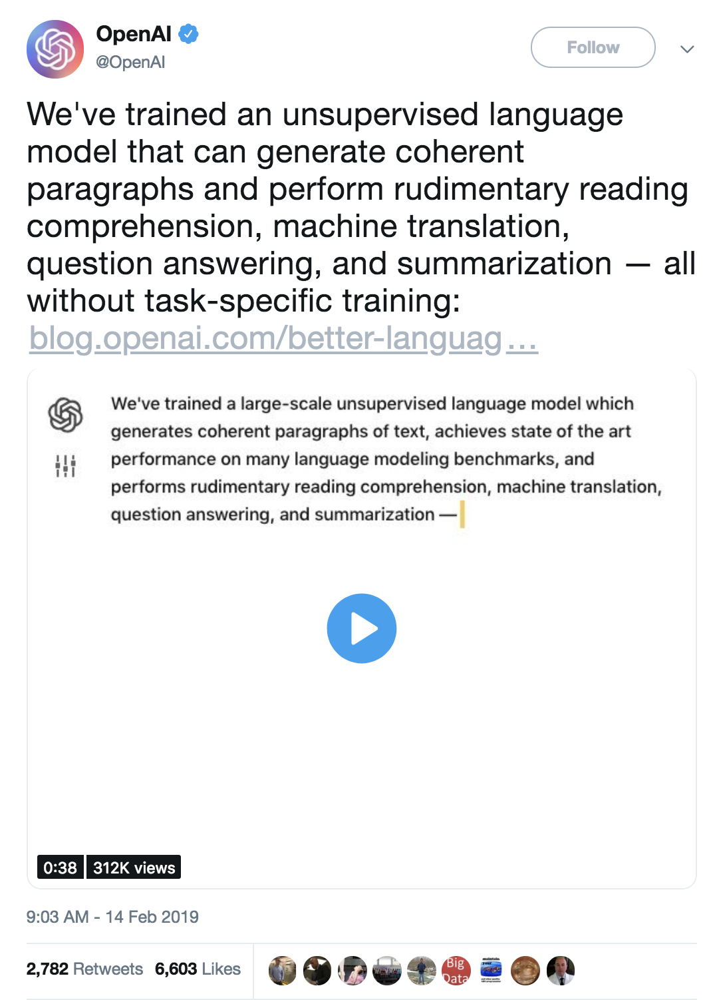 OpenAI
@OpenAI
Follow
We've trained an unsupervised language
model that can generate coherent
paragraphs and perform rudimentary reading
comprehension, machine translation,
question answering, and summarization — all
without task-specific training:
blog.openai.com/better-languag…
We've trained a large-scale unsupervised language model which
generates coherent paragraphs of text, achieves state of the art
performance on many language modeling benchmarks, and
performs rudimentary reading comprehension, machine translation,
question answering, and summarization —
0:38 312K views
9:03 AM - 14 Feb 2019
2,782 Retweets 6,603 Likes
Big
Data
maintain
your